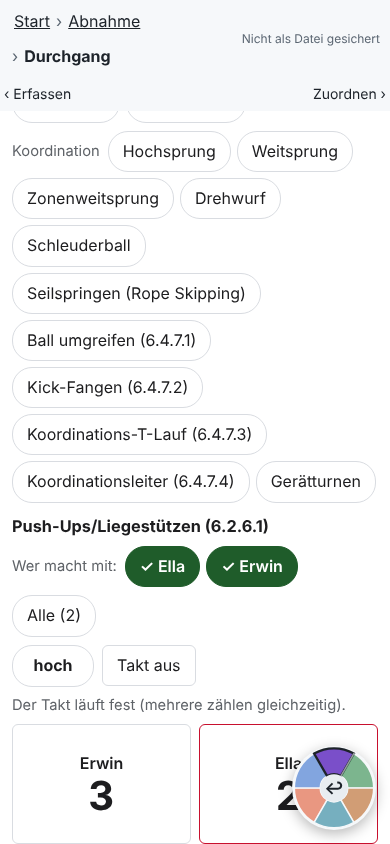 Start › Abnahme
Nicht als Datei gesichert
› Durchgang
‹ Erfassen
Zuordnen ›
Koordination Hochsprung Weitsprung
Zonenweitsprung Drehwurf
Schleuderball
Seilspringen (Rope Skipping)
Ball umgreifen (6.4.7.1)
Kick-Fangen (6.4.7.2)
Koordinations-T-Lauf (6.4.7.3)
Koordinationsleiter (6.4.7.4) Gerätturnen
Push-Ups/Liegestützen (6.2.6.1)
Wer macht mit: ✓ Ella ✓ Erwin
Alle (2)
hoch Takt aus
Der Takt läuft fest (mehrere zählen gleichzeitig).
Erwin
3
Ella
2